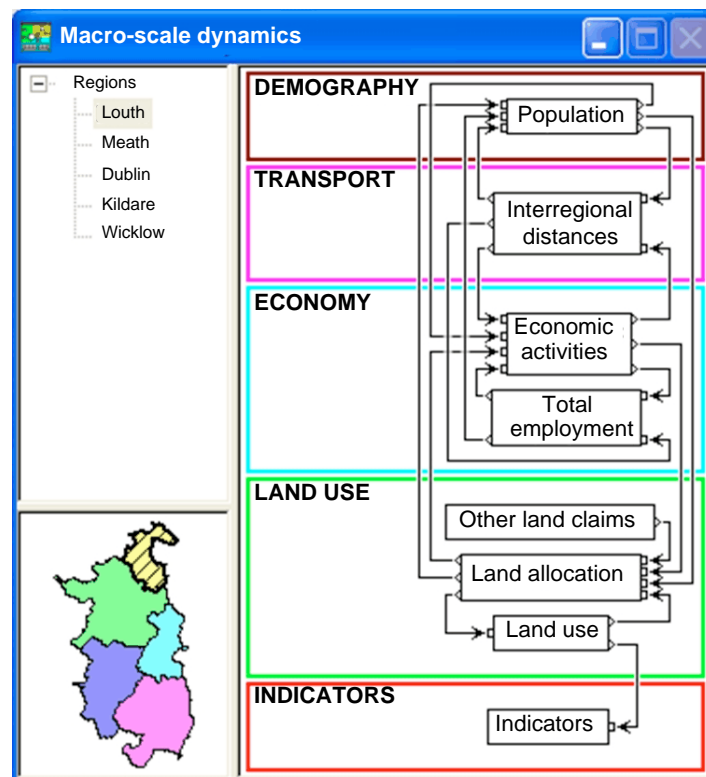 Macro-scale dynamics
Regions
Louth
Meath
Dublin
Kildare
Wicklow
DEMOGRAPHY
Population
TRANSPORT
Interregional
distances
ECONOMY
Economic
activities
Total
employment
LAND USE
Other land claims
Land allocation
Land use
INDICATORS
Indicators